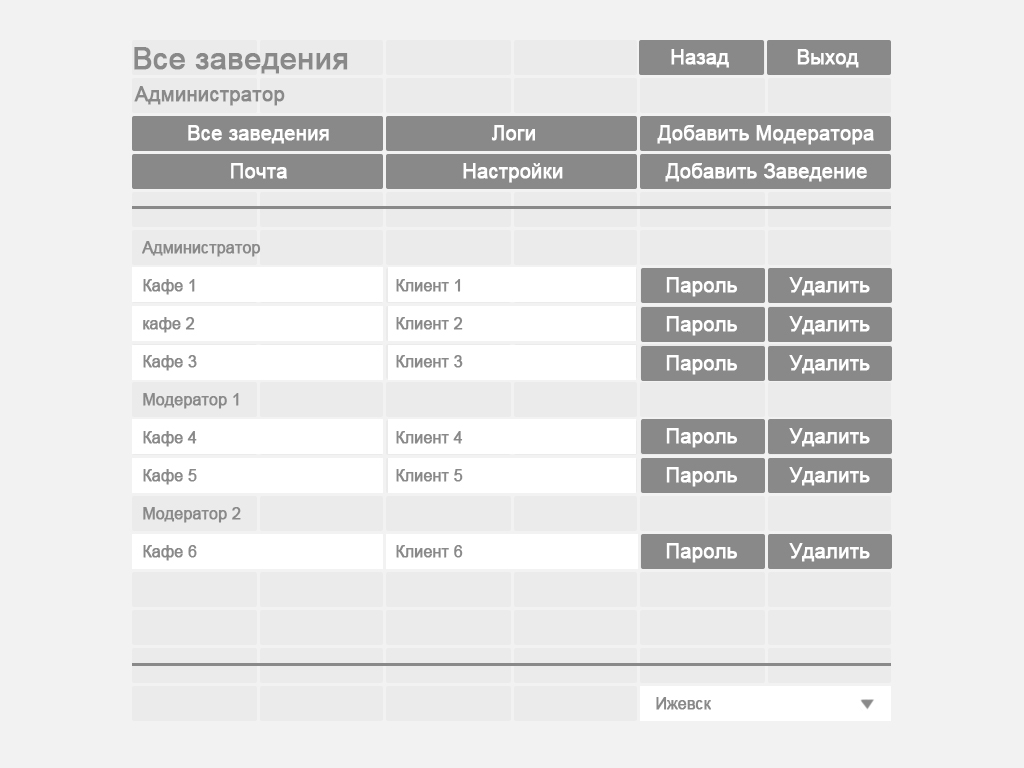 Все заведения Назад Выход
Администратор
Все заведения Логи Добавить Модератора
Почта Настройки Добавить Заведение
Администратор
Кафе 1 Клиент 1 Пароль Удалить
кафе 2 Клиент 2 Пароль Удалить
Кафе 3 Клиент 3 Пароль Удалить
Модератор 1
Кафе 4 Клиент 4 Пароль Удалить
Кафе 5 Клиент 5 Пароль Удалить
Модератор 2
Кафе 6 Клиент 6 Пароль Удалить
Ижевск